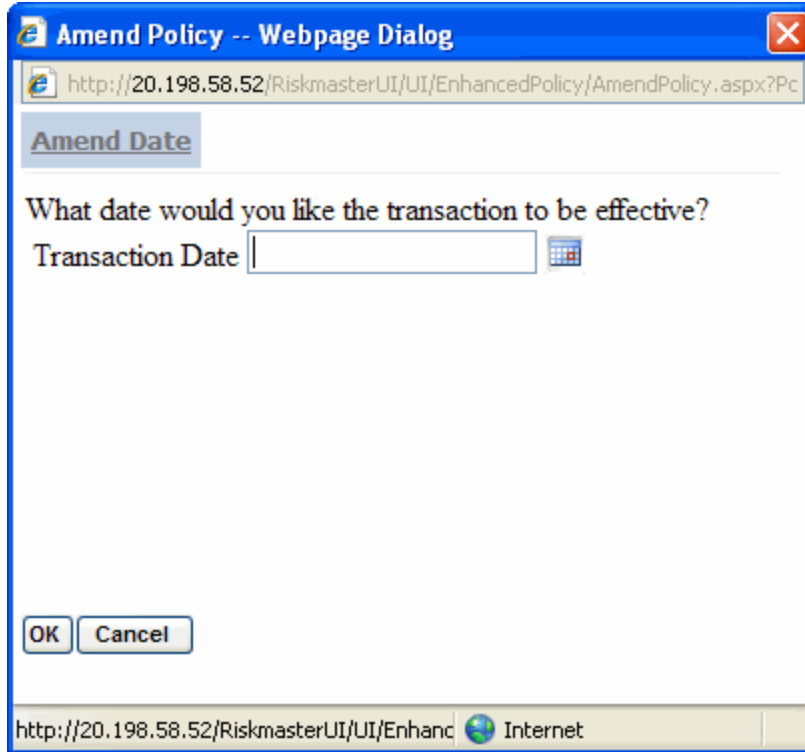 Amend Policy -- Webpage Dialog
http://20.198.58.52/RiskmasterUI/UI/EnhancedPolicy/AmendPolicy.aspx?Pc
Amend Date
What date would you like the transaction to be effective?
Transaction Date
OK Cancel
http://20.198.58.52/RiskmasterUI/UI/Enhanc Internet